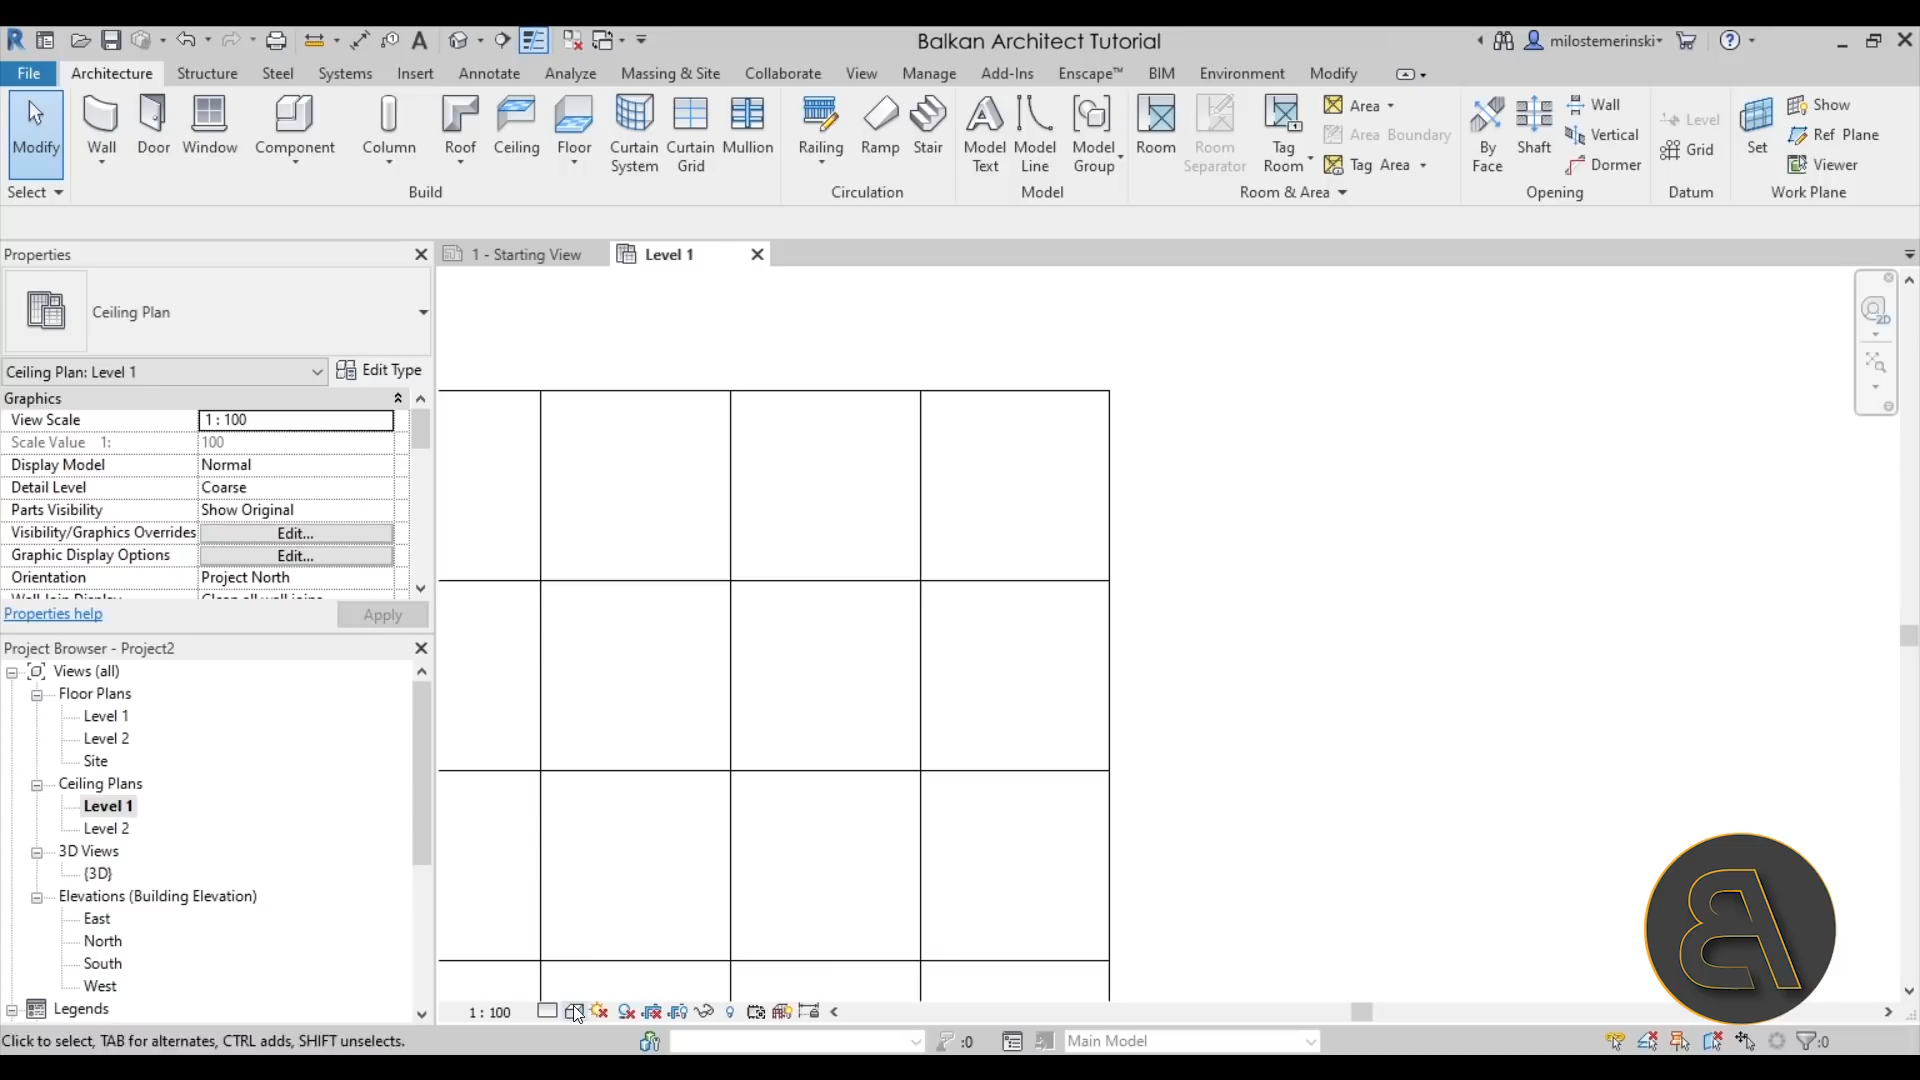 Balkan Architect Tutorial
milostemerinski
File Architecture Structure Steel Systems Insert Annotate Analyze Massing & Site Collaborate View Manage Add-Ins Enscape™ BIM Environment Modify
Modify
Wall
Door
Window
Component
Column
Roof
Ceiling
Floor
Curtain System
Curtain Grid
Mullion
Railing
Ramp
Stair
Model Text
Model Line
Model Group
Room
Room Separator
Tag Room
Area
Area Boundary
Tag Area
By Face
Shaft
Wall
Vertical
Dormer
Level
Grid
Set
Show
Ref Plane
Viewer
Select Build Circulation Model Room & Area Opening Datum Work Plane
Properties
1 - Starting View
Level 1
2D
Ceiling Plan
Ceiling Plan: Level 1
Edit Type
Graphics
View Scale 1 : 100
Scale Value 1: 100
Display Model Normal
Detail Level Coarse
Parts Visibility Show Original
Visibility/Graphics Overrides Edit...
Graphic Display Options Edit...
Orientation Project North
Properties help
Apply
Project Browser - Project2
Views (all)
Floor Plans
Level 1
Level 2
Site
Ceiling Plans
Level 1
Level 2
3D Views
{3D}
Elevations (Building Elevation)
East
North
South
West
Legends
1 : 100
Click to select, TAB for alternates, CTRL adds, SHIFT unselects.
:0
Main Model
:0